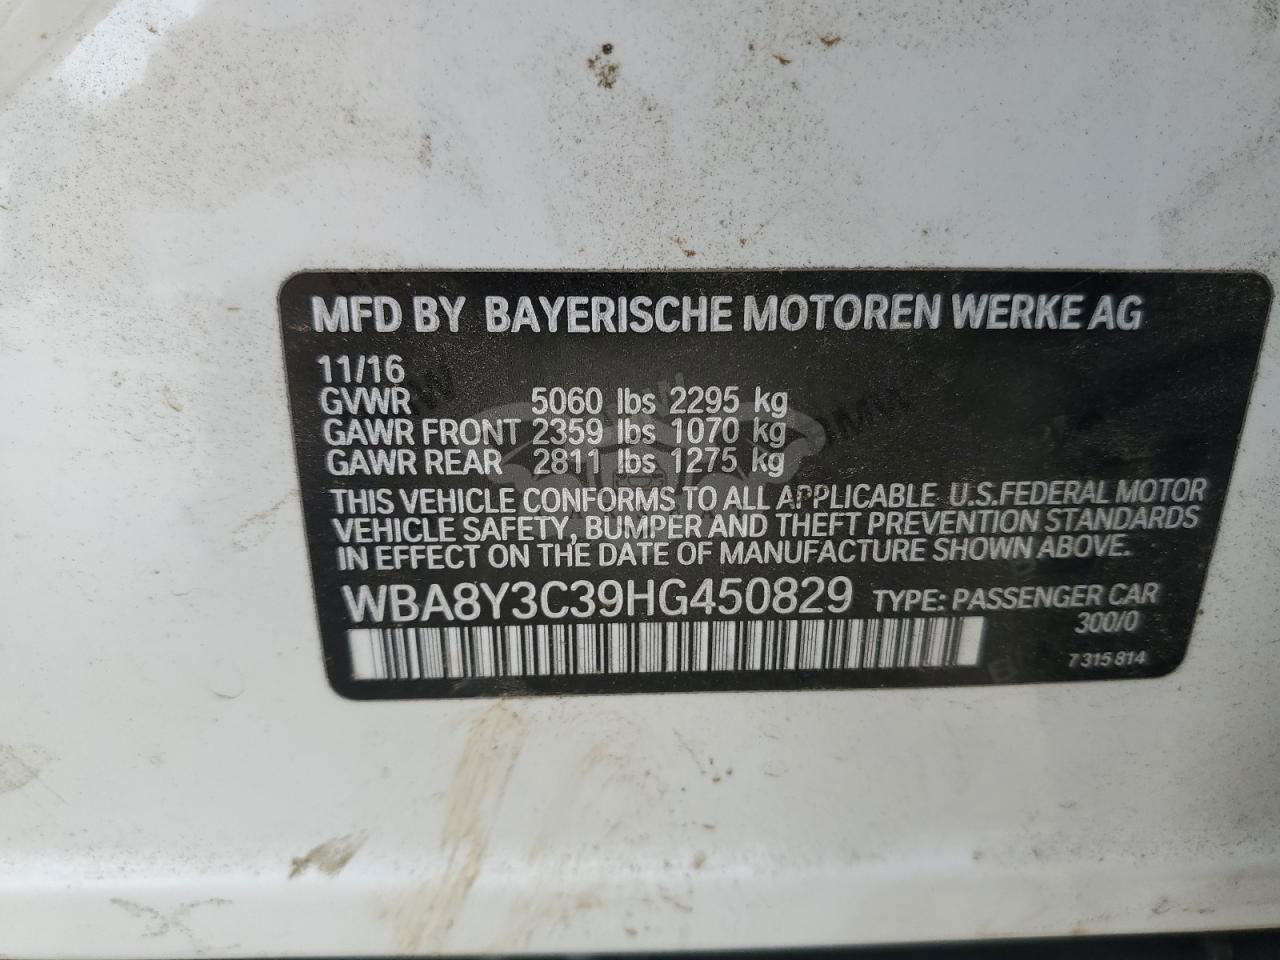 MFD BY BAYERISCHE MOTOREN WERKE AG
11/16
GVWR 5060 lbs 2295 kg
GAWR FRONT 2359 lbs 1070 kg
GAWR REAR 2811 lbs 1275 kg
THIS VEHICLE CONFORMS TO ALL APPLICABLE U.S.FEDERAL MOTOR
VEHICLE SAFETY, BUMPER AND THEFT PREVENTION STANDARDS
IN EFFECT ON THE DATE OF MANUFACTURE SHOWN ABOVE.
WBA8Y3C39HG450829 TYPE: PASSENGER CAR
300/0
7 315 814